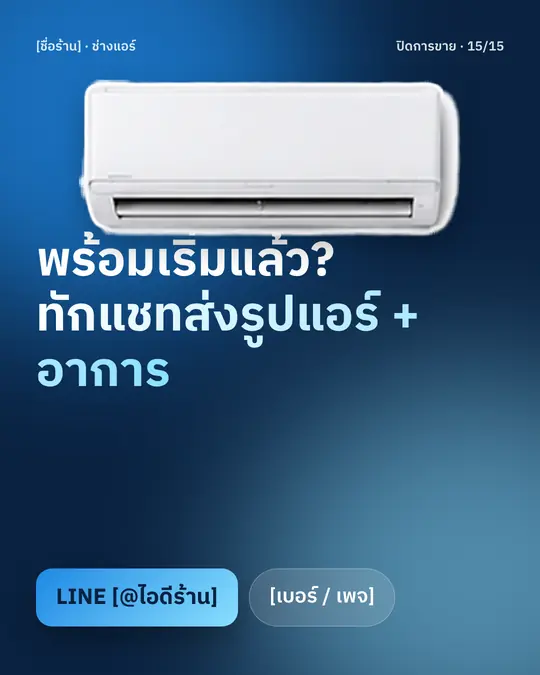 [ชื่อร้าน] · ช่างแอร์
ปิดการขาย · 15/15
พร้อมเริ่มแล้ว?
ทักแชทส่งรูปแอร์ +
อาการ
LINE [@ไอดีร้าน]
[เบอร์ / เพจ]